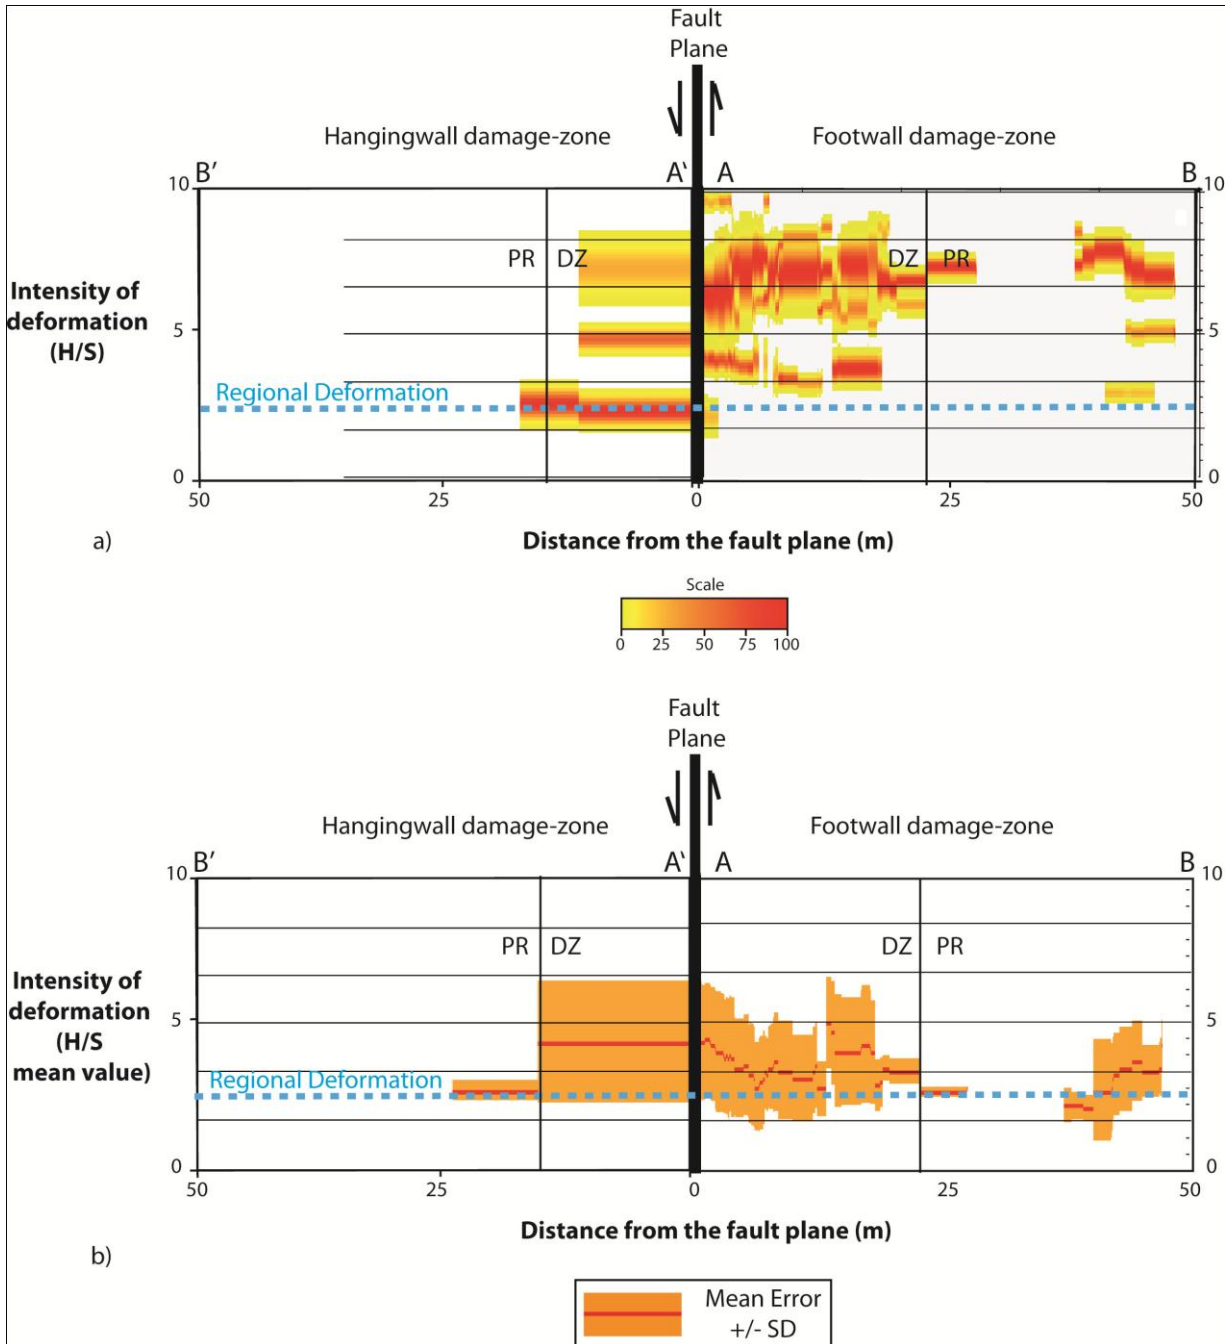 Fault
Plane
Hangingwall damage-zone
Footwall damage-zone
B' A‘ A B
10 10
PR DZ DZ PR
Intensity of
deformation
(H/S)
5 5
Regional Deformation
0 0
50 25 0 25 50
a)
Distance from the fault plane (m)
Scale
0 25 50 75 100
Fault
Plane
Hangingwall damage-zone
Footwall damage-zone
B' A‘ A B
10 10
PR DZ DZ PR
Intensity of
deformation
(H/S
mean value)
5 5
Regional Deformation
0 0
50 25 0 25 50
Distance from the fault plane (m)
b)
Mean Error
+/- SD